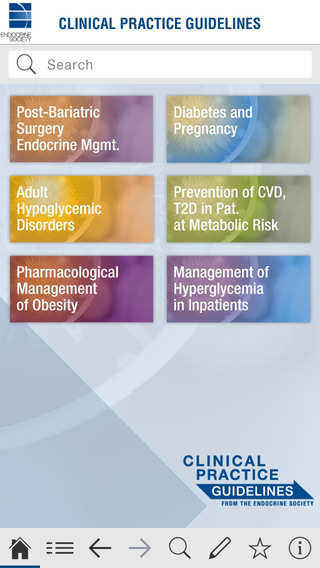 ENDOCRINE
SOCIETY
CLINICAL PRACTICE GUIDELINES
Search
Post-Bariatric
Surgery
Endocrine Mgmt.
Diabetes and
Pregnancy
Adult
Hypoglycemic
Disorders
Prevention of CVD,
T2D in Pat.
at Metabolic Risk
Pharmacological
Management
of Obesity
Management of
Hyperglycemia
in Inpatients
CLINICAL
PRACTICE
GUIDELINES
FROM THE ENDOCRINE SOCIETY